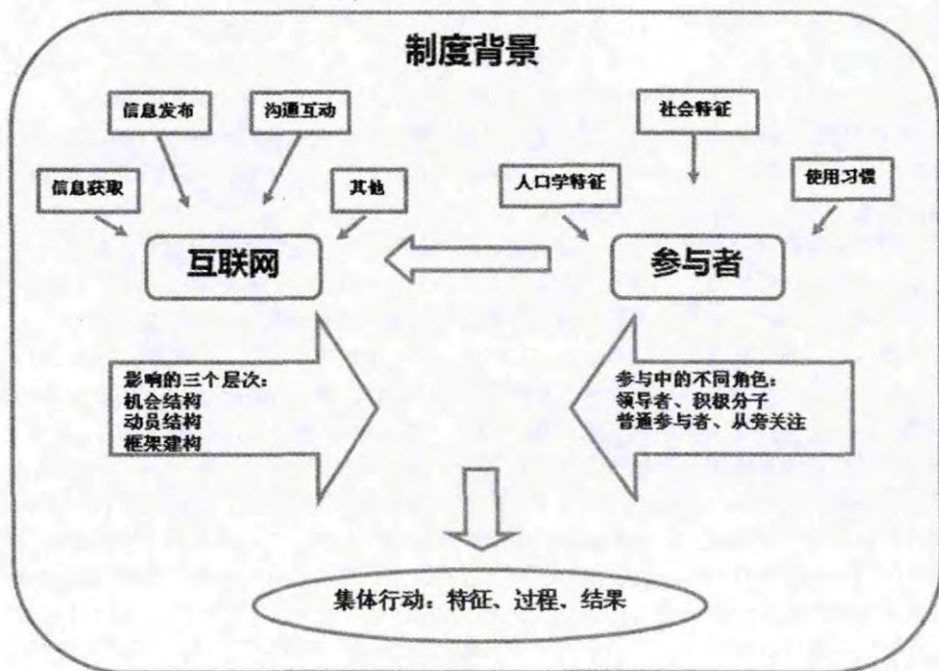 制度背景
信息发布
沟通互动
社会特征
信息获取
其他
人口学特征
使用习惯
互联网
参与者
影响的三个层次：
机会结构
动员结构
框架建构
参与中的不同角色：
领导者、积极分子
普通参与者、从旁关注
集体行动：特征、过程、结果